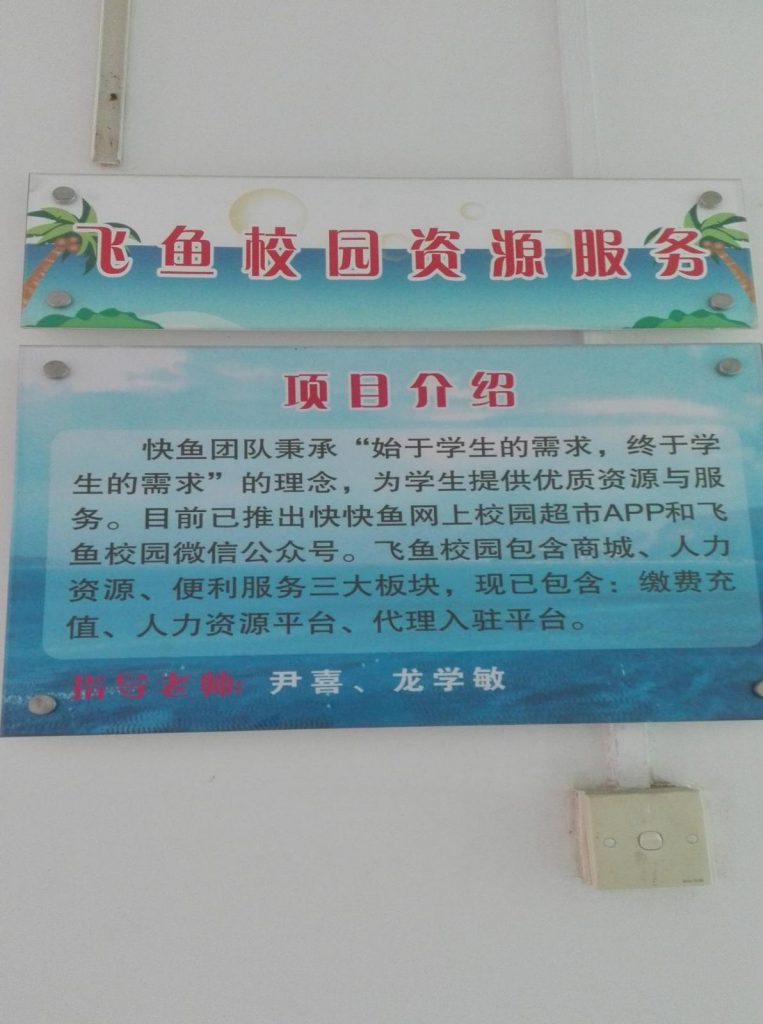 飞鱼校园资源服务
项目介绍
快鱼团队秉承“始于学生的需求，终于学
生的需求”的理念，为学生提供优质资源与服
务。目前已推出快快鱼网上校园超市APP和飞
鱼校园微信公众号。飞鱼校园包含商城、人力
资源、便利服务三大板块，现已包含：缴费充
值、人力资源平台、代理入驻平台。
指导老师：尹喜、龙学敏